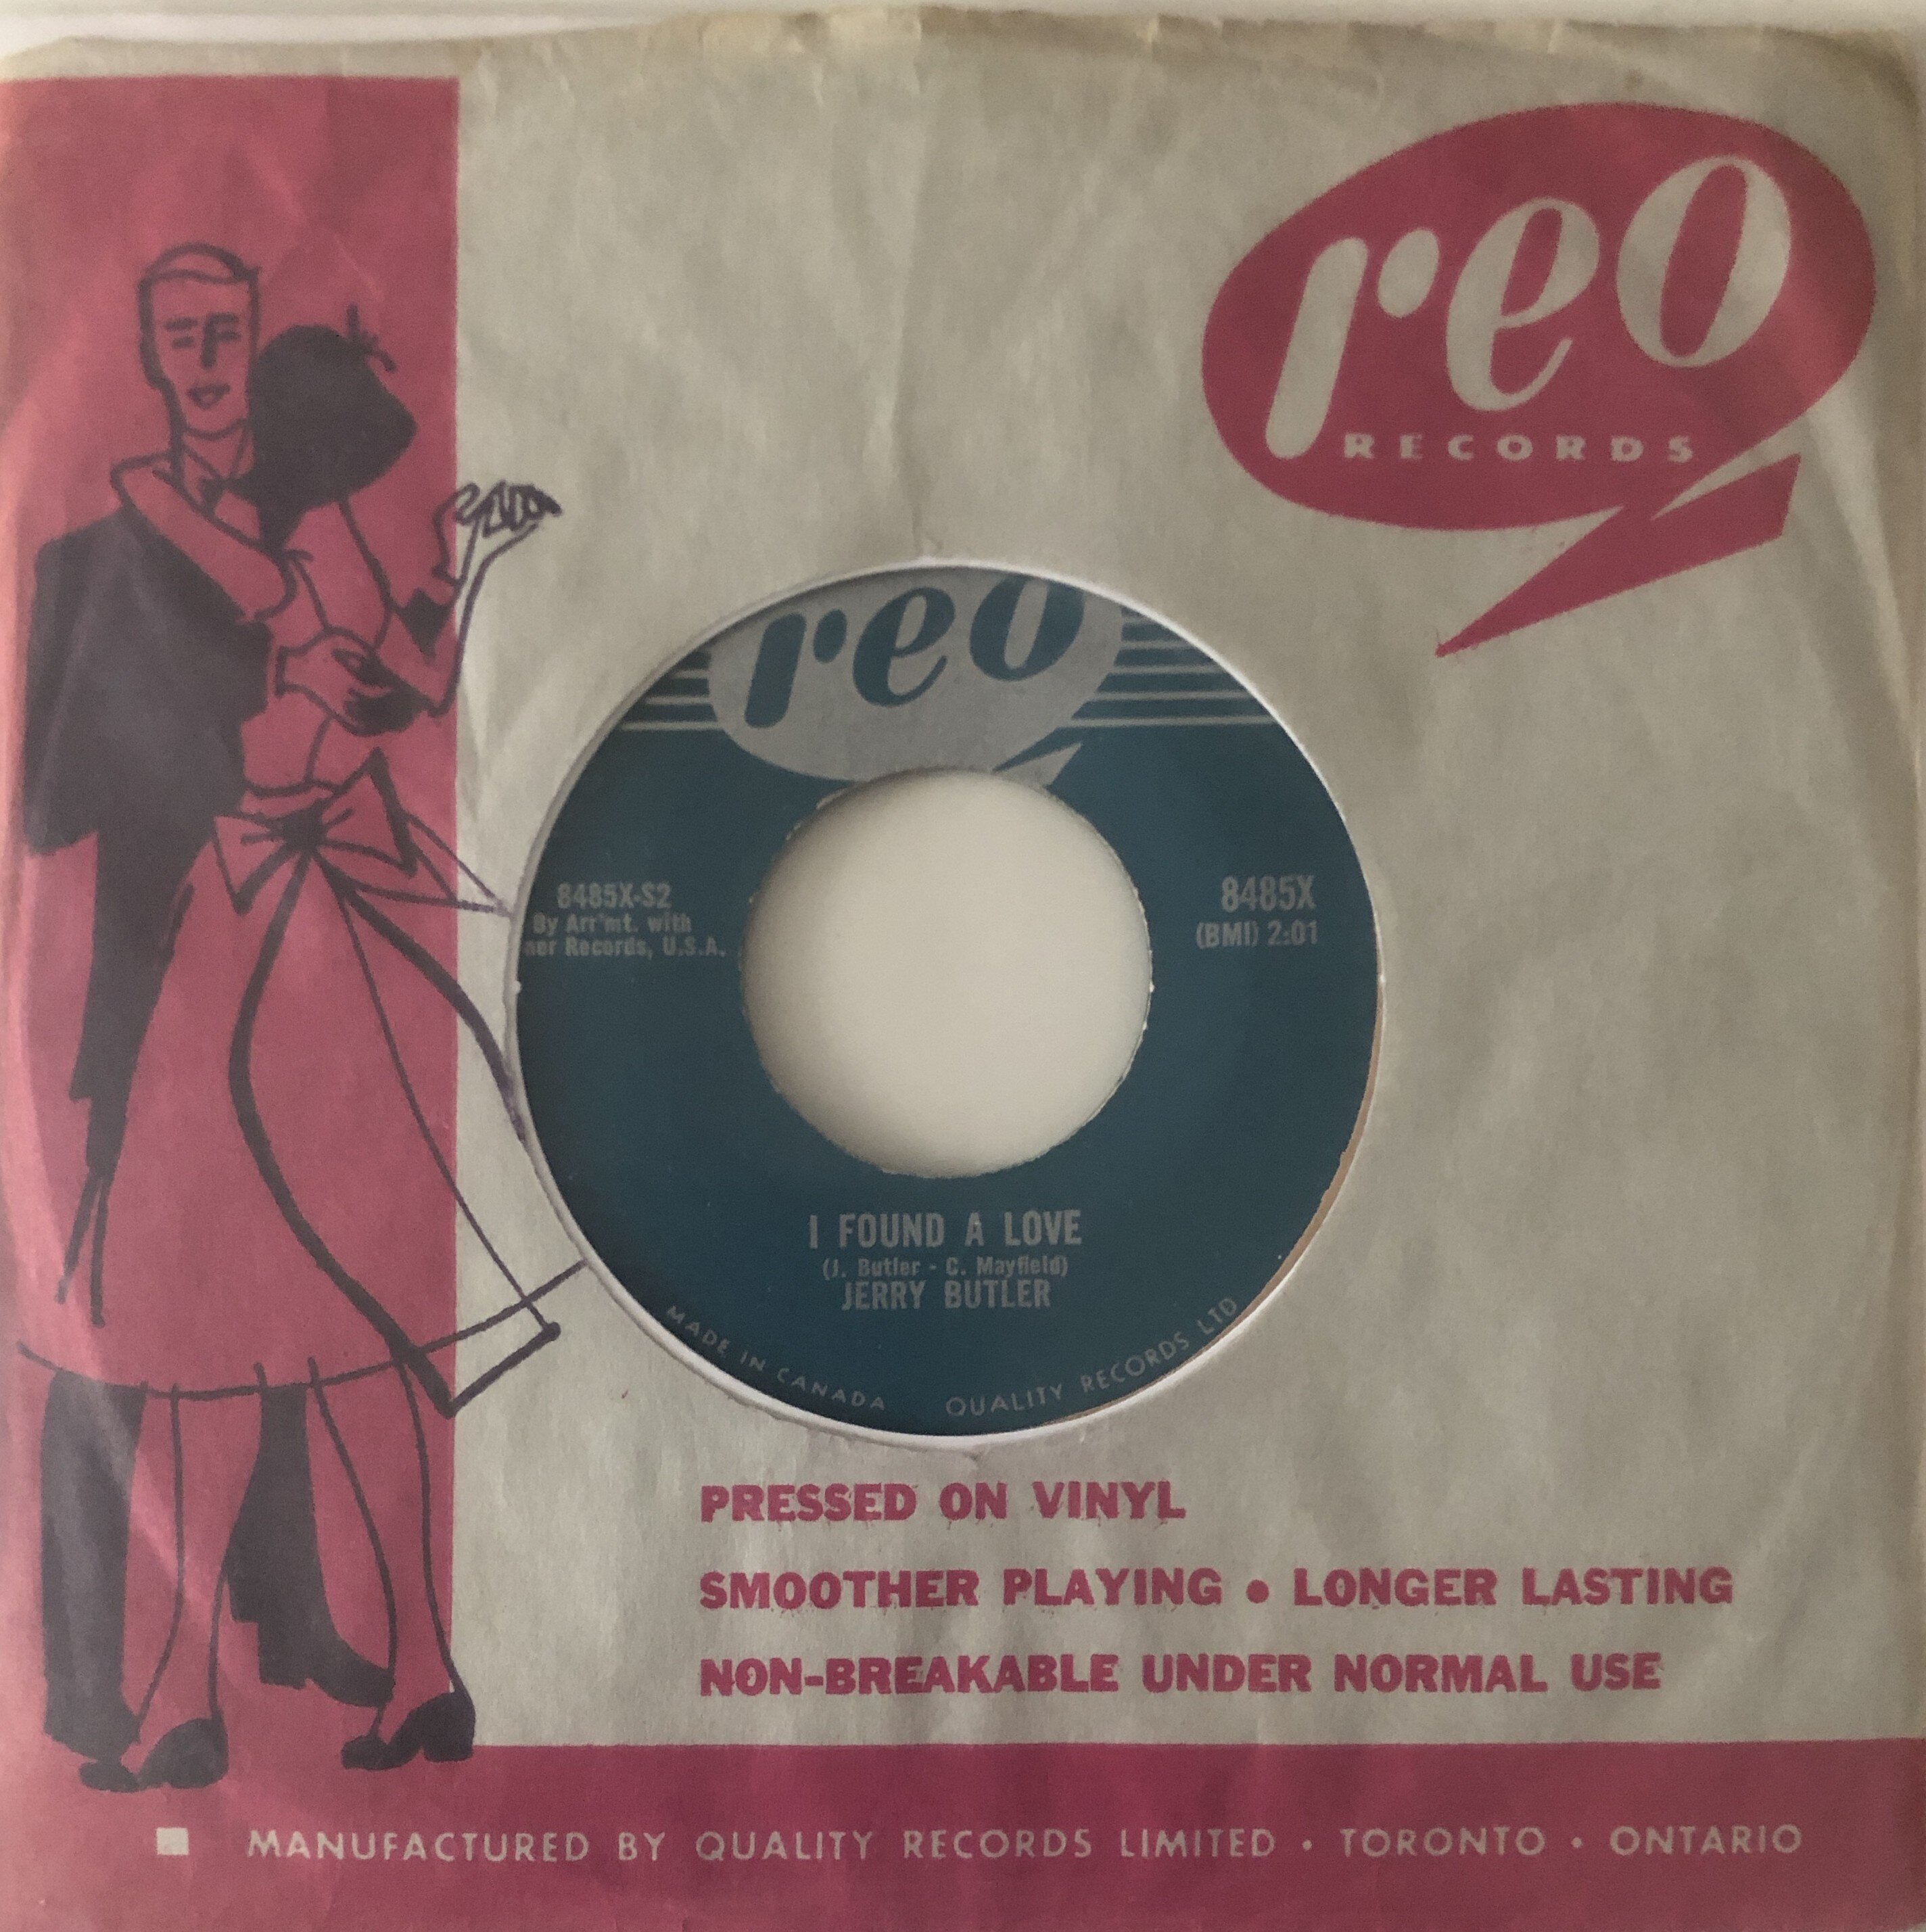 reo
RECORDS
reo
8485X-S2
By Arr'mt. with
Records, U.S.A.
8485X
(BMI) 2:01
I FOUND A LOVE
(J. Butler - C. Mayfield)
JERRY BUTLER
MADE IN CANADA QUALITY RECORDS LTD
PRESSED ON VINYL
SMOOTHER PLAYING • LONGER LASTING
NON-BREAKABLE UNDER NORMAL USE
MANUFACTURED BY QUALITY RECORDS LIMITED • TORONTO • ONTARIO